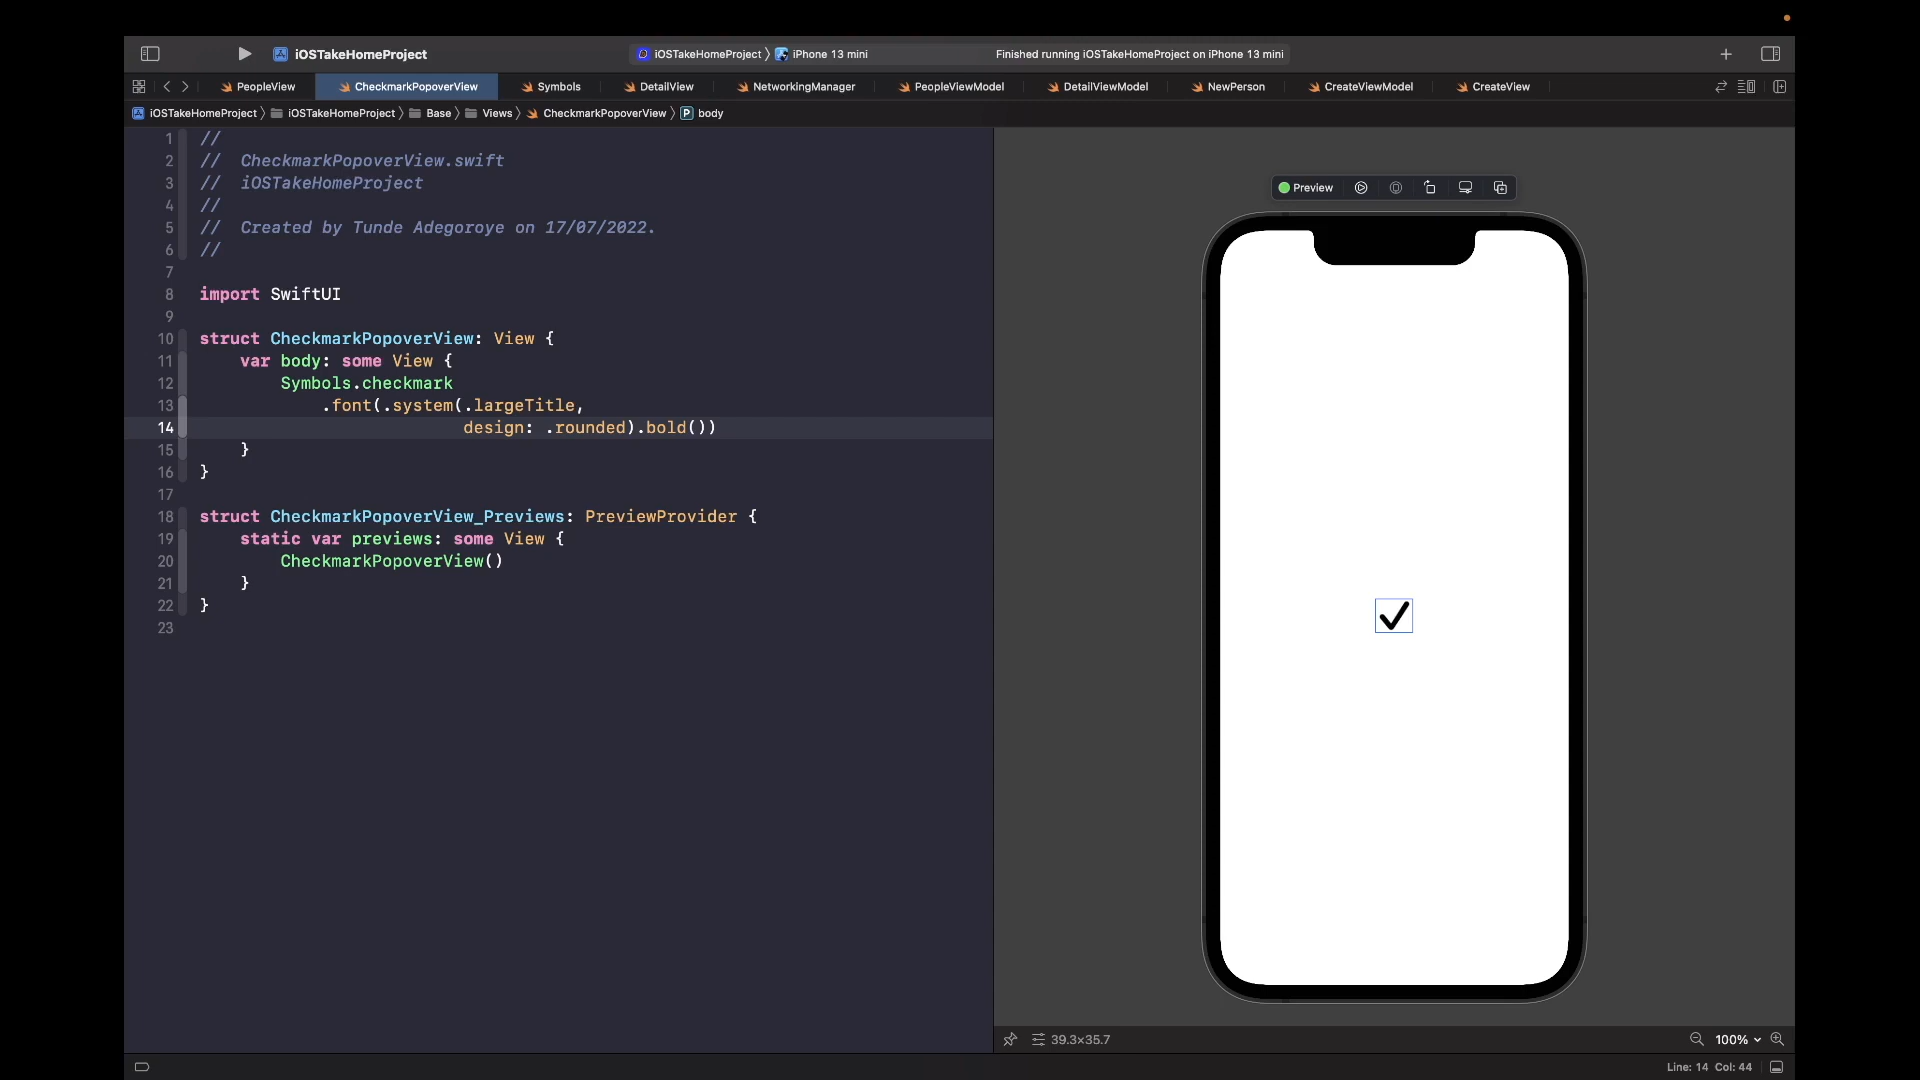 iOSTakeHomeProject
iOSTakeHomeProject
iPhone 13 mini
Finished running iOSTakeHomeProject on iPhone 13 mini
PeopleView
CheckmarkPopoverView
Symbols
DetailView
NetworkingManager
PeopleViewModel
DetailViewModel
NewPerson
CreateViewModel
CreateView
iOSTakeHomeProject
iOSTakeHomeProject
Base
Views
CheckmarkPopoverView
P body
1 //
2 //  CheckmarkPopoverView.swift
3 //  iOSTakeHomeProject
4 //
5 //  Created by Tunde Adegoroye on 17/07/2022.
6 //
7
8 import SwiftUI
9
10 struct CheckmarkPopoverView: View {
11     var body: some View {
12         Symbols.checkmark
13             .font(.system(.largeTitle,
14                           design: .rounded).bold())
15     }
16 }
17
18 struct CheckmarkPopoverView_Previews: PreviewProvider {
19     static var previews: some View {
20         CheckmarkPopoverView()
21     }
22 }
23
Preview
39.3×35.7
100%
Line: 14 Col: 44